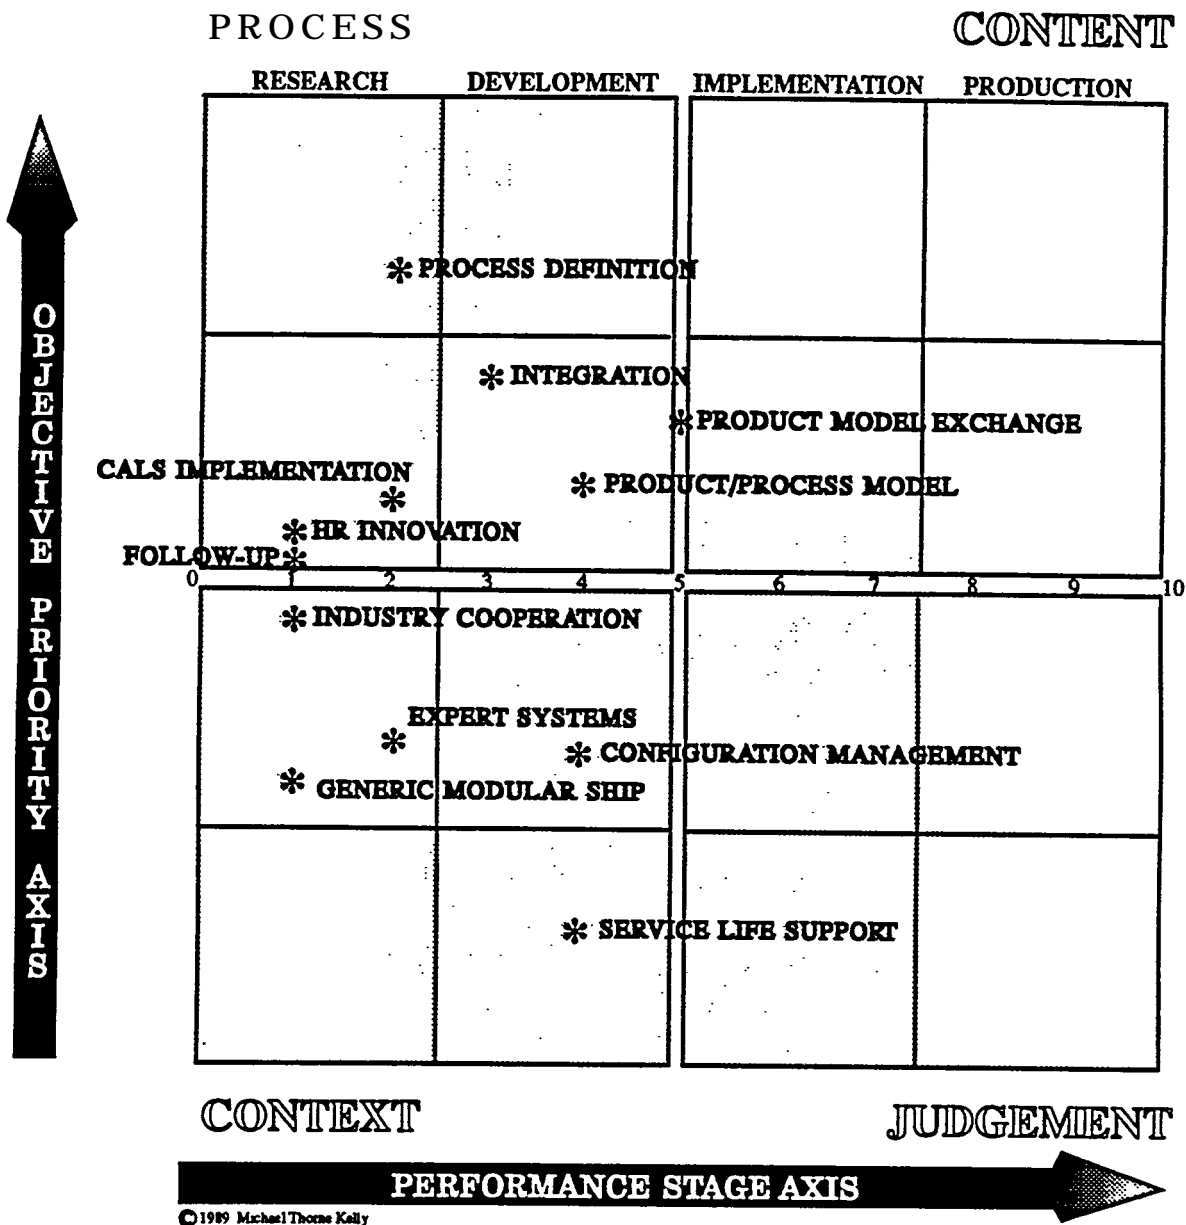 PROCESS CONTENT
RESEARCH DEVELOPMENT IMPLEMENTATION PRODUCTION
PROCESS DEFINITION
INTEGRATION
PRODUCT MODEL EXCHANGE
CALS IMPLEMENTATION
PRODUCT/PROCESS MODEL
HR INNOVATION
FOLLOW-UP
0 1 2 3 4 5 6 7 8 9 10
INDUSTRY COOPERATION
EXPERT SYSTEMS
CONFIGURATION MANAGEMENT
GENERIC MODULAR SHIP
SERVICE LIFE SUPPORT
OBJECTIVE PRIORITY AXIS
CONTEXT JUDGEMENT
PERFORMANCE STAGE AXIS
© 1989 Michael Thorne Kelly